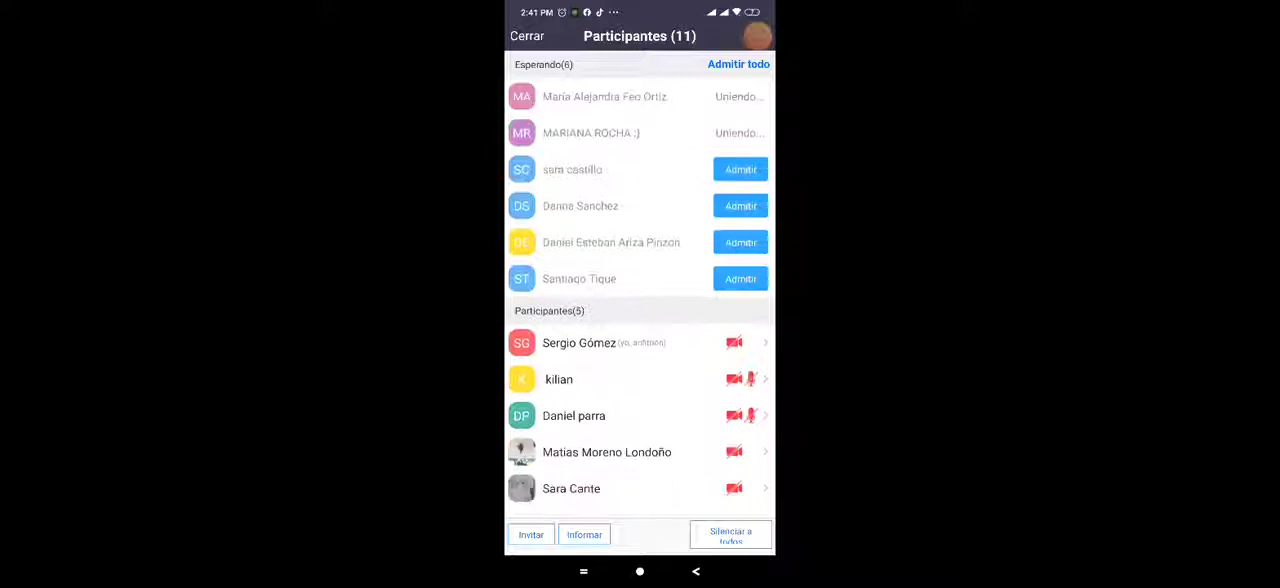 2:41 PM
Cerrar Participantes (11)
Esperando(6) Admitir todo
MA María Alejandra Feo Ortiz Uniendo...
MR MARIANA ROCHA :) Uniendo...
SC sara castillo Admitir
DS Danna Sanchez Admitir
DE Daniel Esteban Ariza Pinzon Admitir
ST Santiago Tique Admitir
Participantes(5)
SG Sergio Gómez (yo, anfitrión)
K kilian
DP Daniel parra
Matias Moreno Londoño
Sara Cante
Invitar Informar Silenciar a
todos